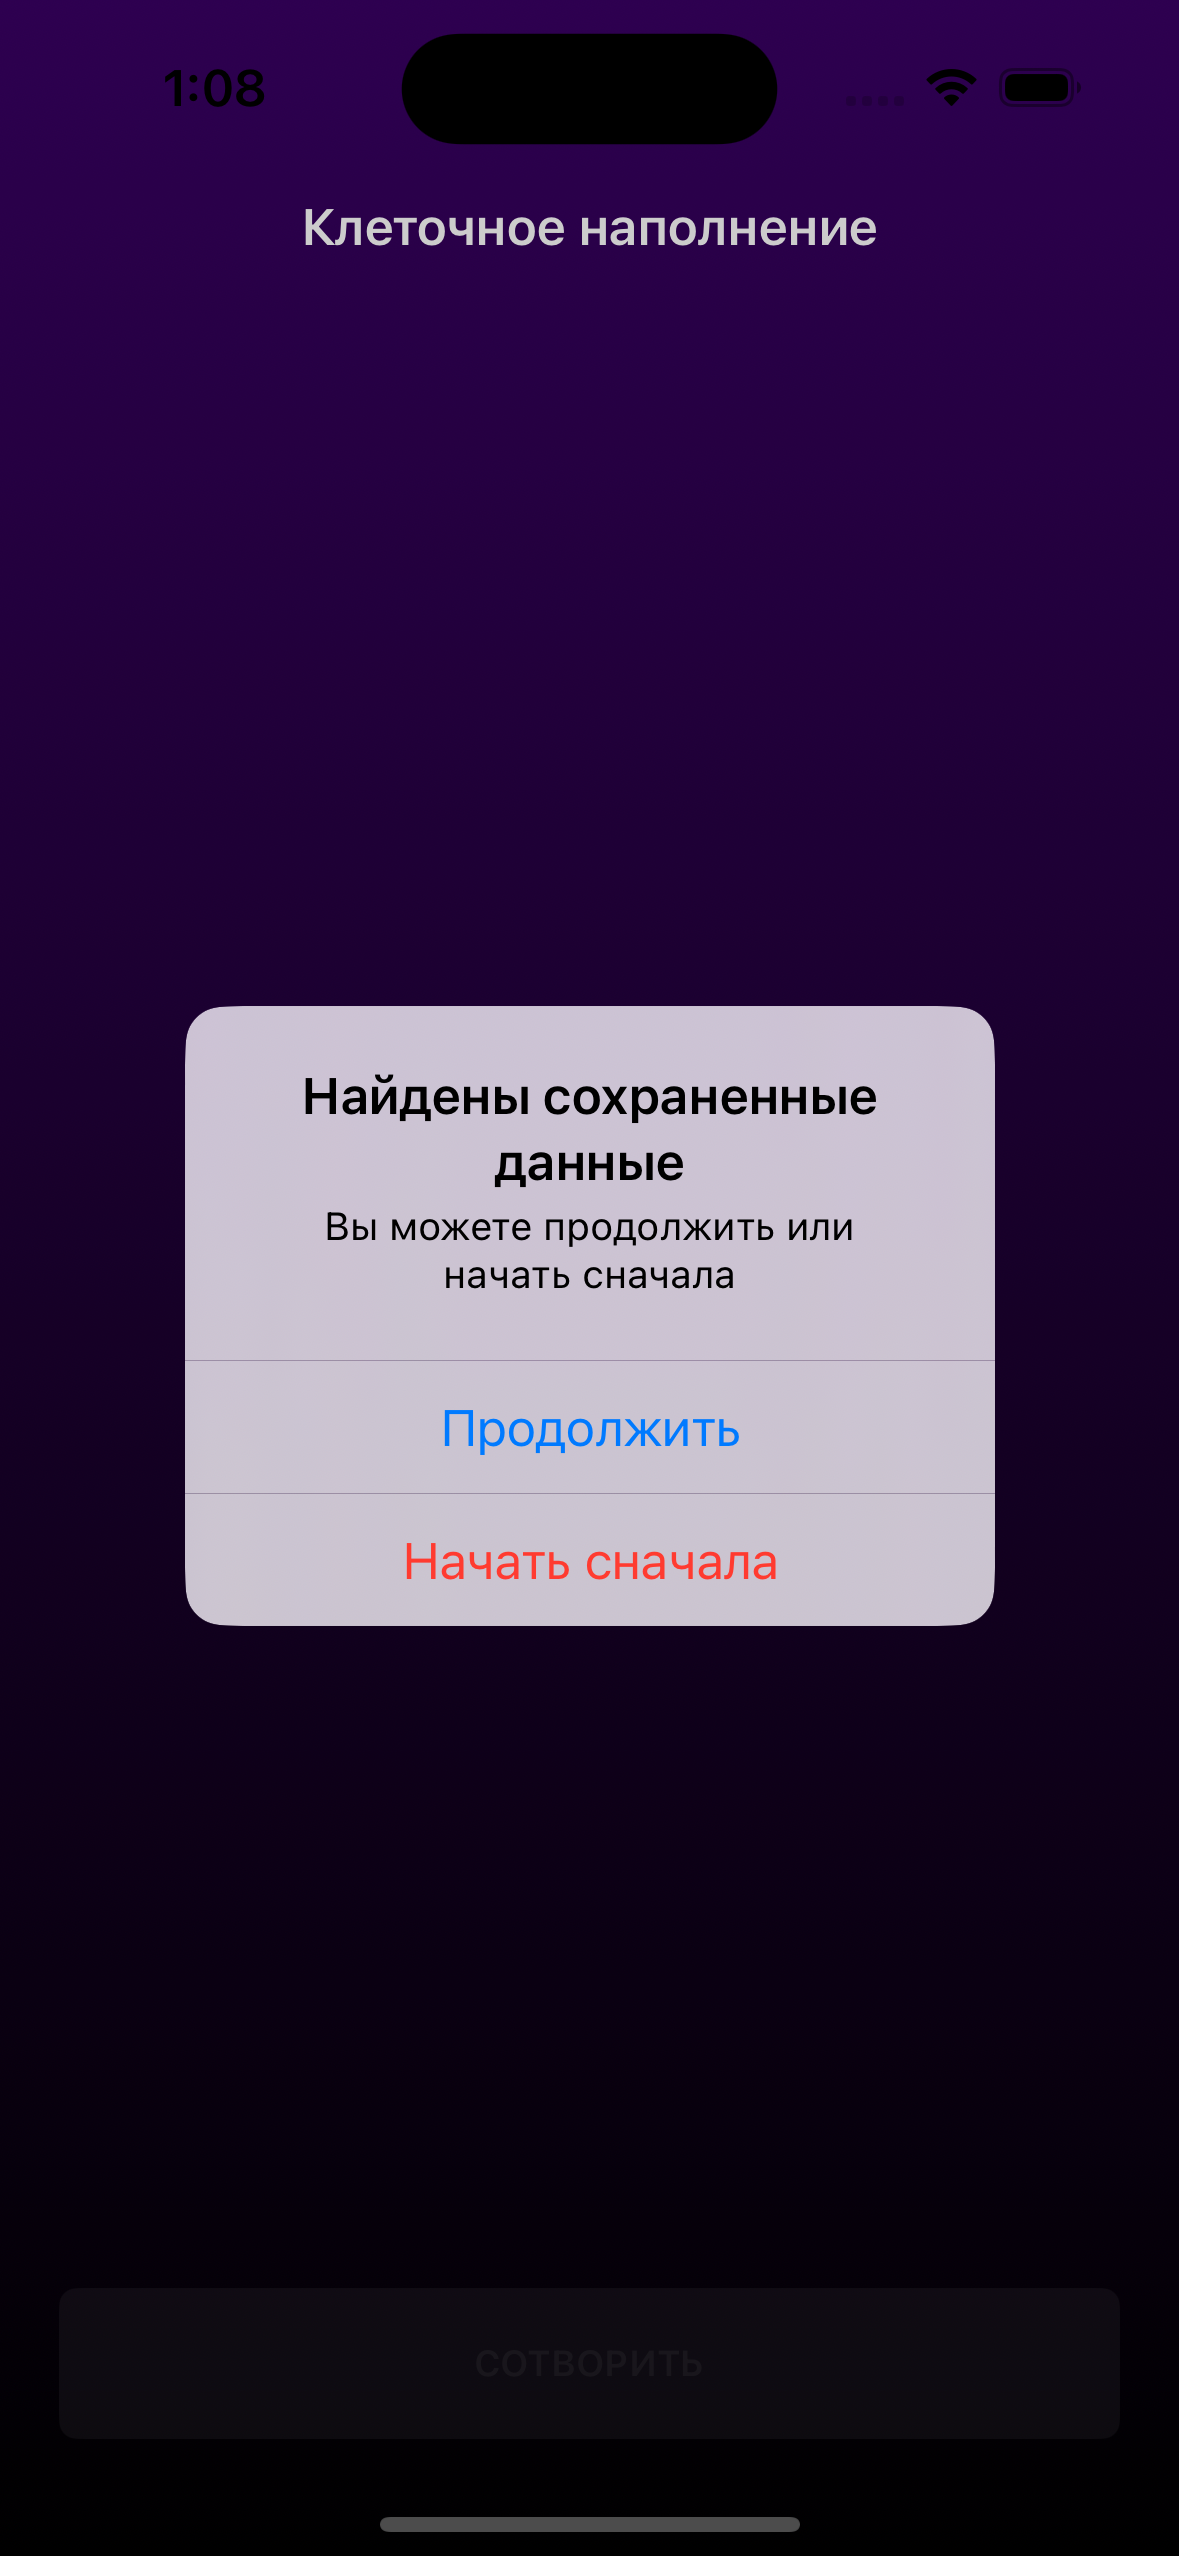 1:08
Клеточное наполнение
Найдены сохраненные
данные
Вы можете продолжить или
начать сначала
Продолжить
Начать сначала
СОТВОРИТЬ